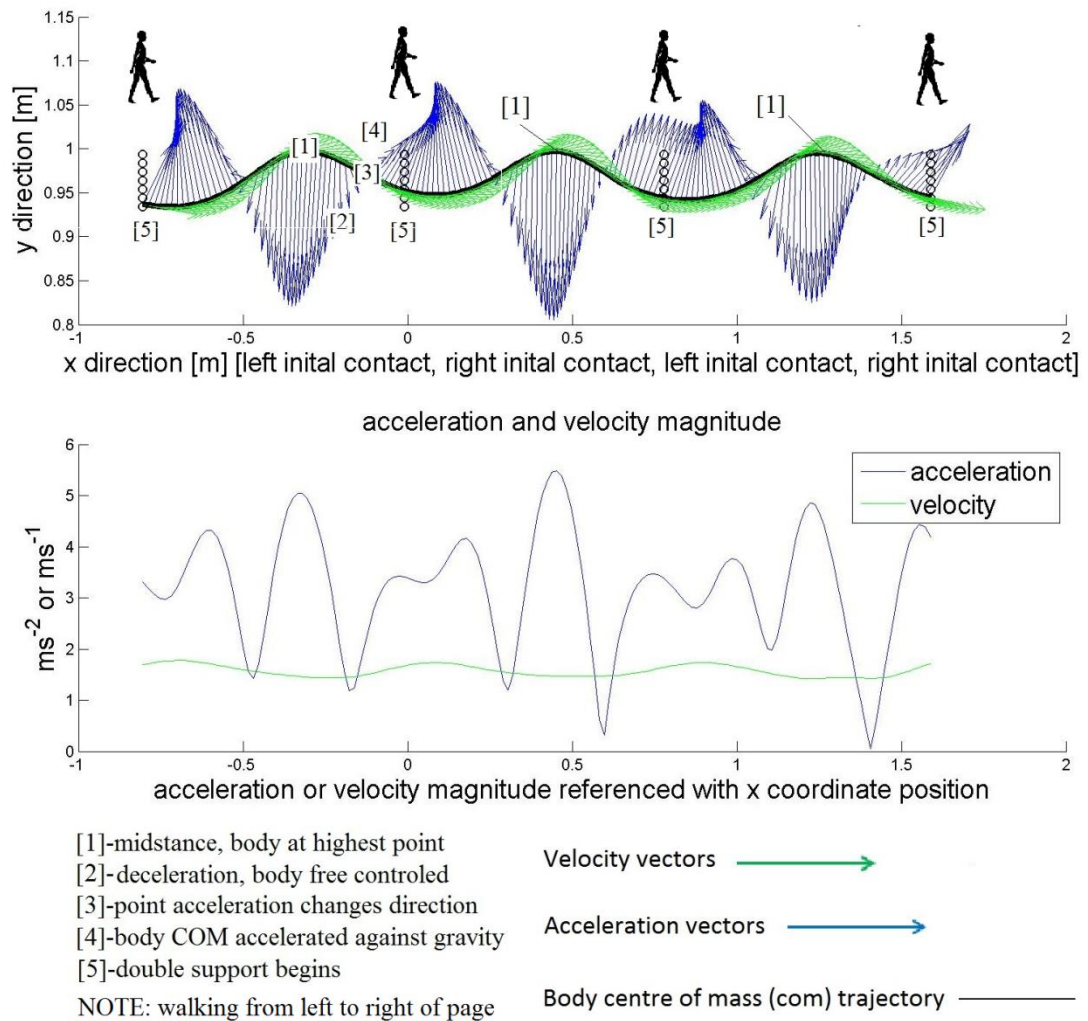 1.15
1.1
1.05
1
0.95
0.9
0.85
0.8
y direction [m]
[1]
[1]
[1]
[4]
[3]
[2]
[5]
[5]
[5]
[5]
-1
-0.5
0
0.5
1
1.5
2
x direction [m] [left inital contact, right inital contact, left inital contact, right inital contact]
acceleration and velocity magnitude
6
5
4
3
2
1
0
ms-2 or ms-1
acceleration
velocity
-1
-0.5
0
0.5
1
1.5
2
acceleration or velocity magnitude referenced with x coordinate position
[1]-midstance, body at highest point
[2]-deceleration, body free controled
[3]-point acceleration changes direction
[4]-body COM accelerated against gravity
[5]-double support begins
NOTE: walking from left to right of page
Velocity vectors
Acceleration vectors
Body centre of mass (com) trajectory